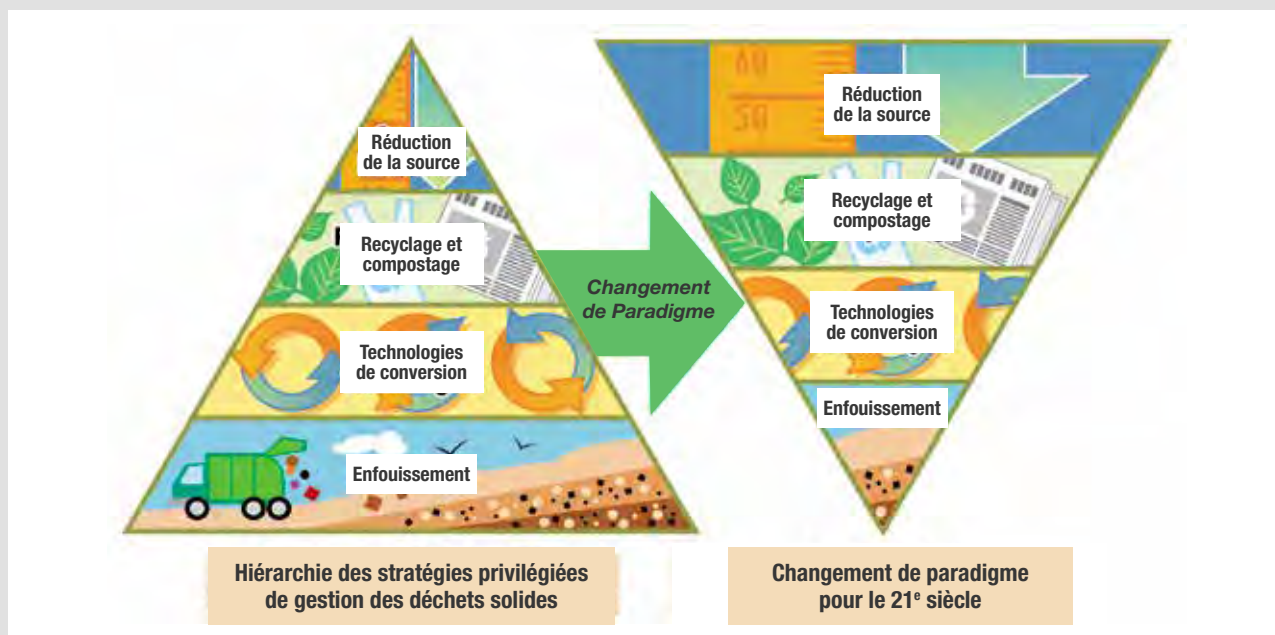 Réduction
de la source
Recyclage et
compostage
Technologies
de conversion
Enfouissement
Changement
de Paradigme
60
50
Réduction
de la source
Recyclage et
compostage
Technologies
de conversion
Enfouissement
Hiérarchie des stratégies privilégiées
de gestion des déchets solides
Changement de paradigme
pour le 21e siècle